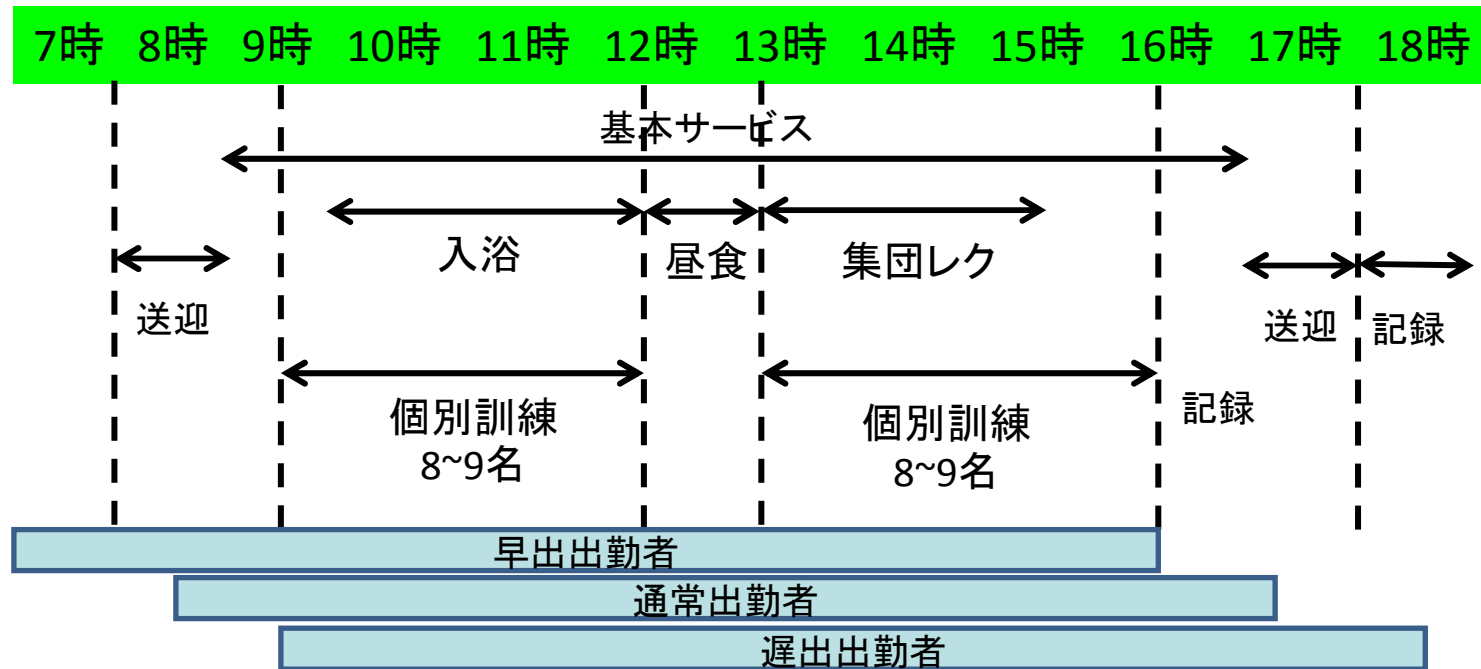 7時 8時 9時 10時 11時 12時 13時 14時 15時 16時 17時 18時
基本サービス
入浴
昼食
集団レク
送迎
送迎
記録
個別訓練
8~9名
個別訓練
8~9名
記録
早出出勤者
通常出勤者
遅出出勤者